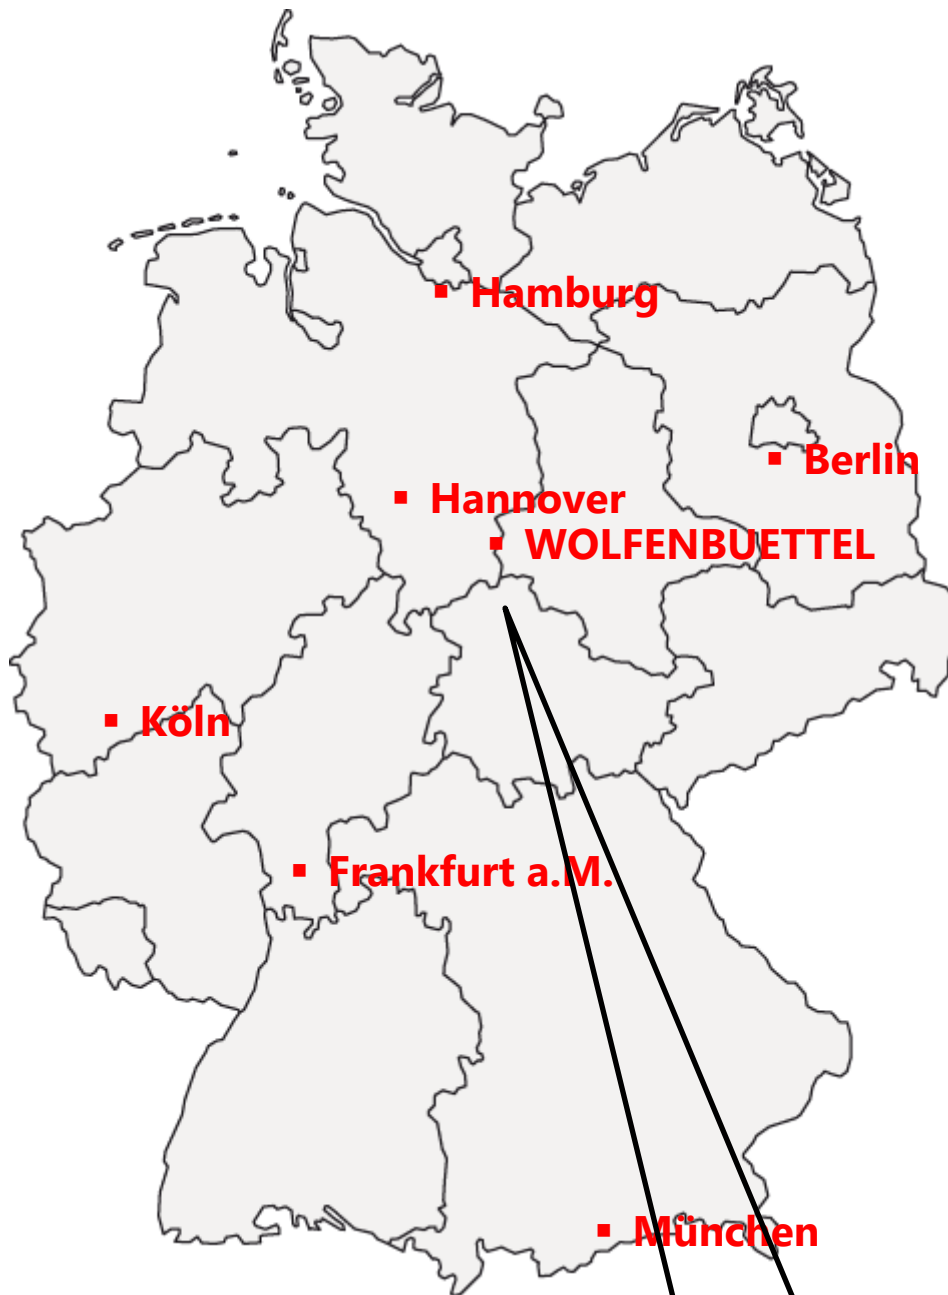 Hamburg
Berlin
Hannover
WOLFENBUETTEL
Köln
Frankfurt a.M.
München